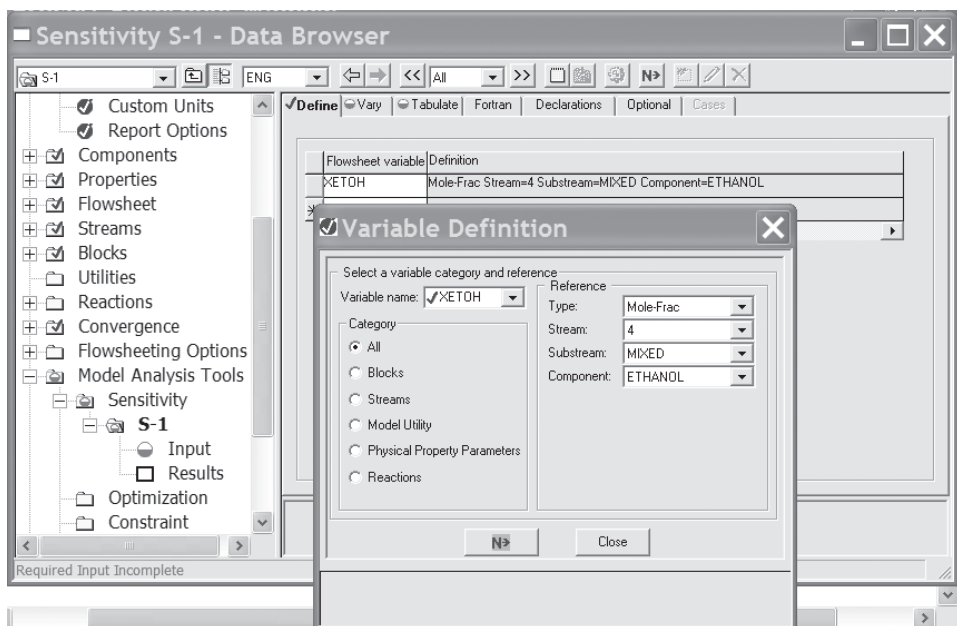 Sensitivity S-1 - Data Browser
S-1 ENG << All >> N>
Custom Units
Report Options
Components
Properties
Flowsheet
Streams
Blocks
Utilities
Reactions
Convergence
Flowsheeting Options
Model Analysis Tools
Sensitivity
S-1
Input
Results
Optimization
Constraint
Required Input Incomplete
Define Vary Tabulate Fortran Declarations Optional Cases
Flowsheet variable Definition
XETOH Mole-Frac Stream=4 Substream=MIXED Component=ETHANOL
Variable Definition
Select a variable category and reference
Variable name: XETOH
Category
All
Blocks
Streams
Model Utility
Physical Property Parameters
Reactions
Reference
Type: Mole-Frac
Stream: 4
Substream: MIXED
Component: ETHANOL
N> Close